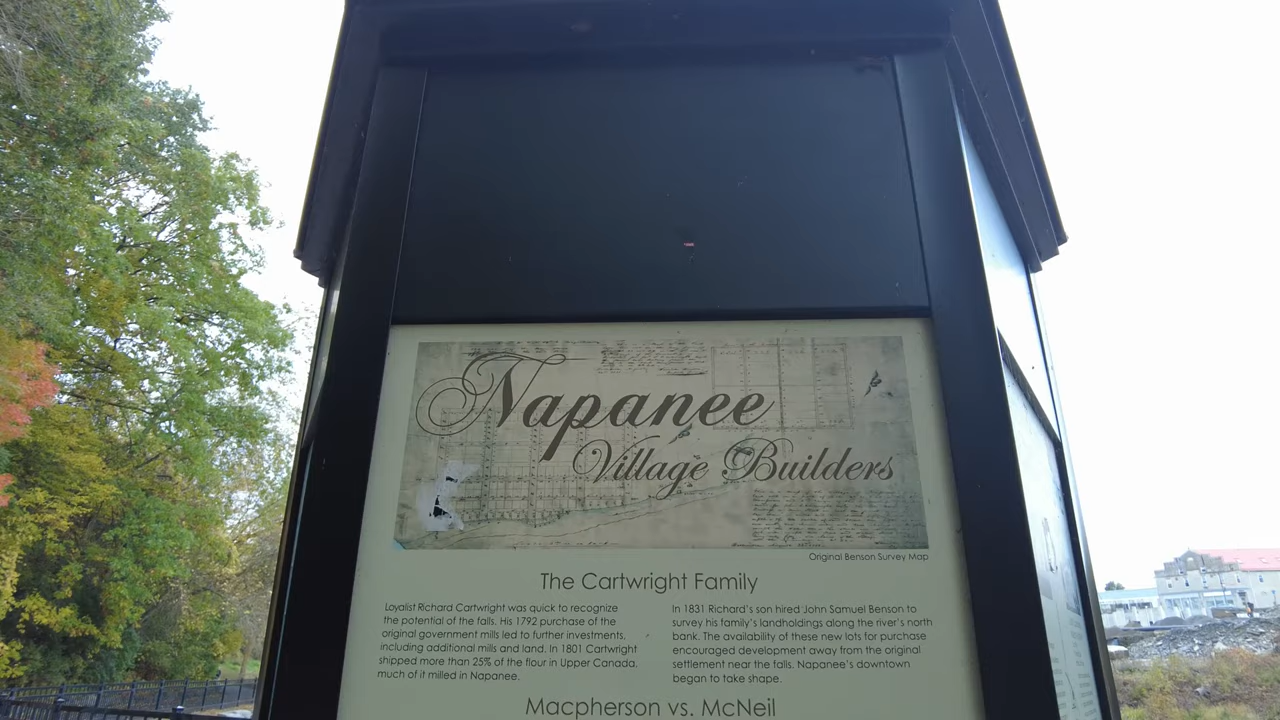 Napanee
Village Builders
Original Benson Survey Map
The Cartwright Family
Loyalist Richard Cartwright was quick to recognize
the potential of the falls. His 1792 purchase of the
original government mills led to further investments,
including additional mills and land. In 1801 Cartwright
shipped more than 25% of the flour in Upper Canada,
much of it milled in Napanee.
In 1831 Richard's son hired John Samuel Benson to
survey his family's landholdings along the river's north
bank. The availability of these new lots for purchase
encouraged development away from the original
settlement near the falls. Napanee's downtown
began to take shape.
Macpherson vs. McNeil